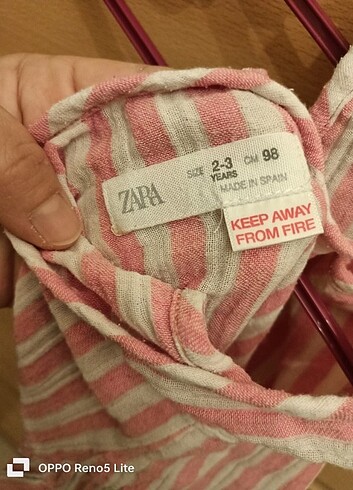 ZARA
SIZE 2-3 YEARS CM 98
MADE IN SPAIN
KEEP AWAY
FROM FIRE
OPPO Reno5 Lite